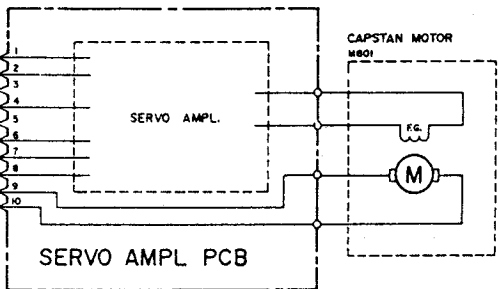 CAPSTAN MOTOR
M601
1
2
3
4
5
6
7
8
9
10
SERVO AMPL.
F.G.
M
SERVO AMPL PCB